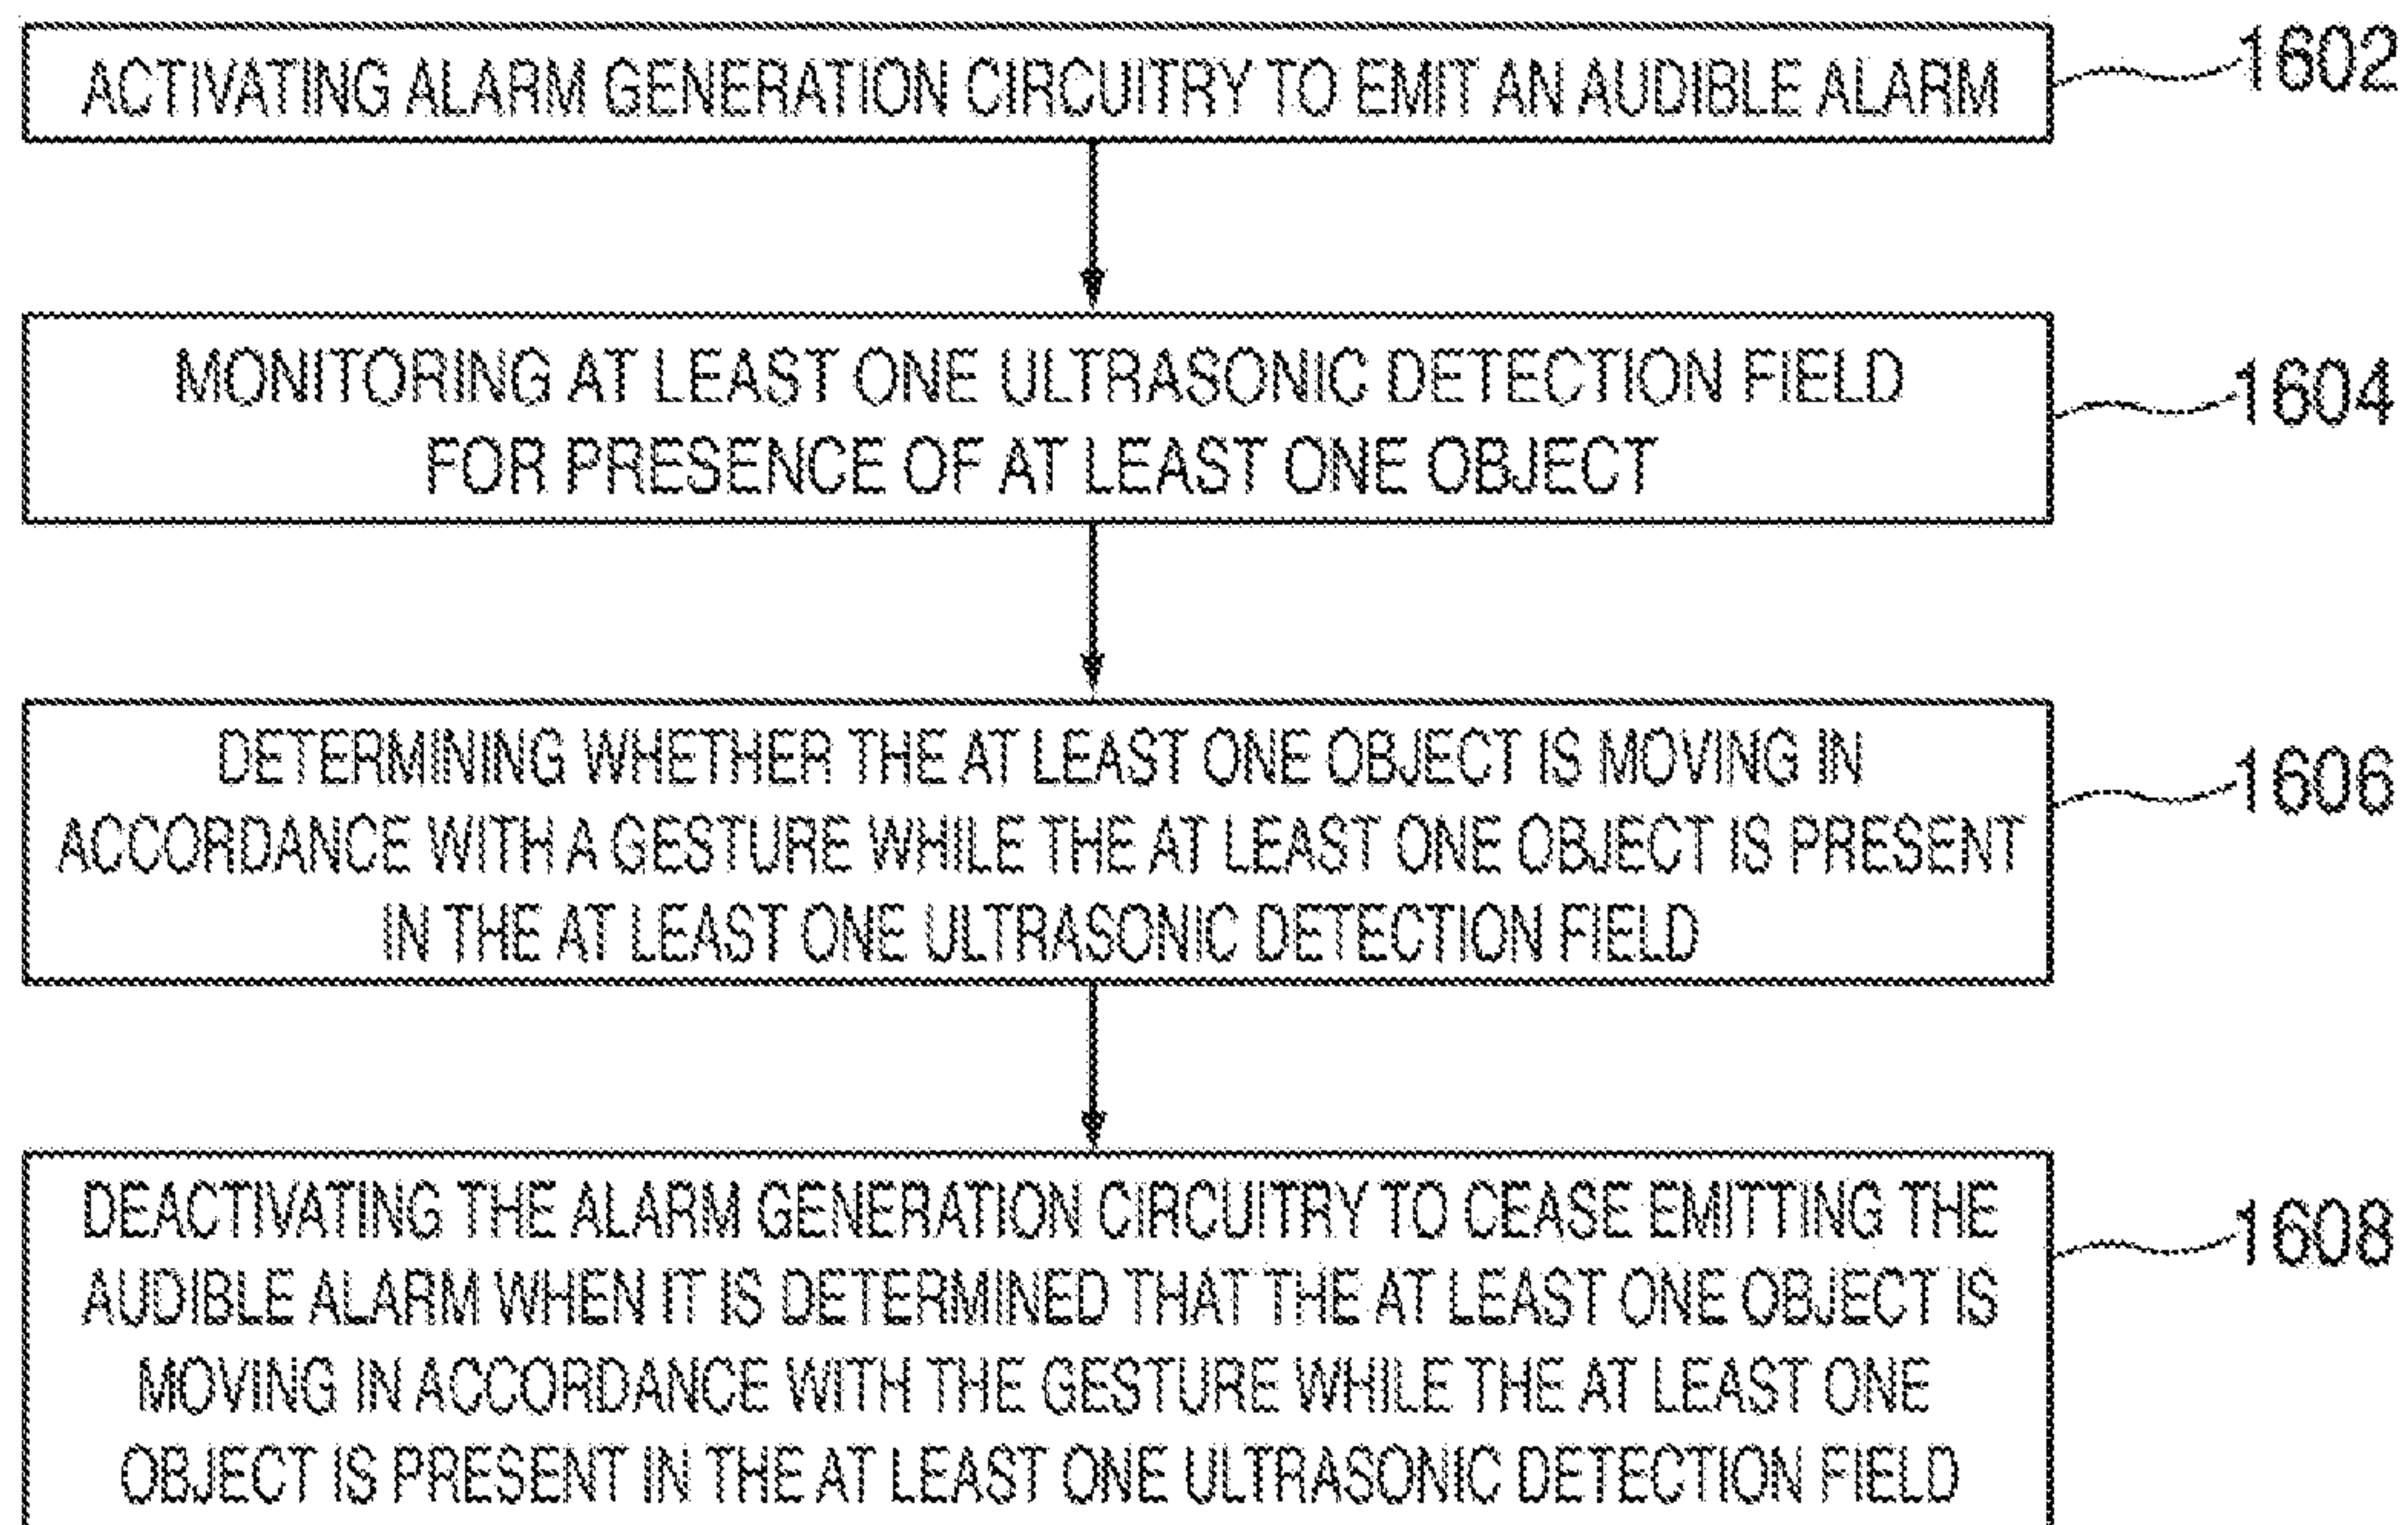 ACTIVATING ALARM GENERATION CIRCUITRY TO EMIT AN AUDIBLE ALARM
1602
MONITORING AT LEAST ONE ULTRASONIC DETECTION FIELD
FOR PRESENCE OF AT LEAST ONE OBJECT
1604
DETERMINING WHETHER THE AT LEAST ONE OBJECT IS MOVING IN
ACCORDANCE WITH A GESTURE WHILE THE AT LEAST ONE OBJECT IS PRESENT
IN THE AT LEAST ONE ULTRASONIC DETECTION FIELD
1606
DEACTIVATING THE ALARM GENERATION CIRCUITRY TO CEASE EMITTING THE
AUDIBLE ALARM WHEN IT IS DETERMINED THAT THE AT LEAST ONE OBJECT IS
MOVING IN ACCORDANCE WITH THE GESTURE WHILE THE AT LEAST ONE
OBJECT IS PRESENT IN THE AT LEAST ONE ULTRASONIC DETECTION FIELD
1608